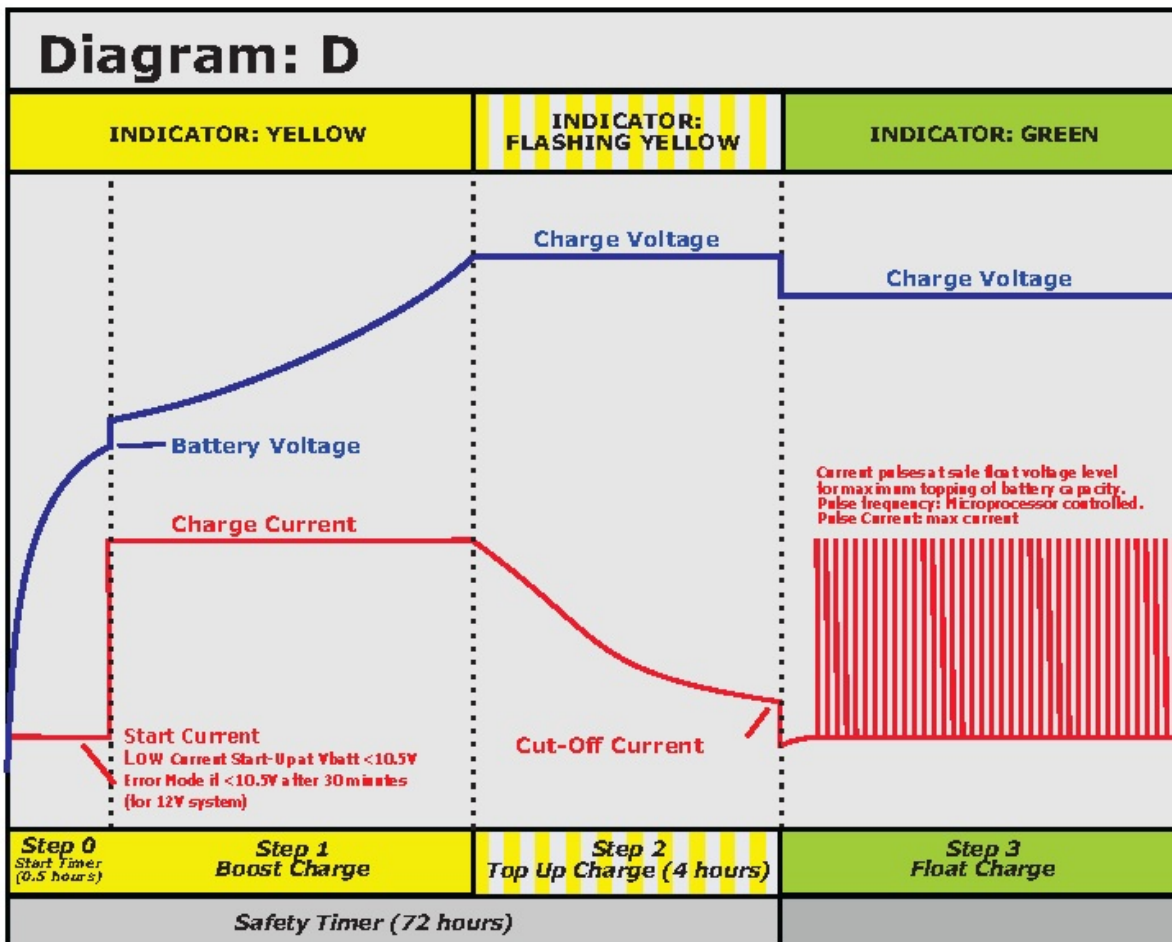 Diagram: D
INDICATOR: YELLOW
INDICATOR:
FLASHING YELLOW
INDICATOR: GREEN
Charge Voltage
Charge Voltage
Battery Voltage
Current pulses at safe float voltage level
for maximum topping of battery capacity.
Pulse frequency: Microprocessor controlled.
Pulse Current: max current
Charge Current
Start Current
LOW Current Start-Up at Vbatt <10.5V
Error Mode if <10.5V after 30 minutes
(for 12V system)
Cut-Off Current
Step 0
Start Timer
(0.5 hours)
Step 1
Boost Charge
Step 2
Top Up Charge (4 hours)
Step 3
Float Charge
Safety Timer (72 hours)